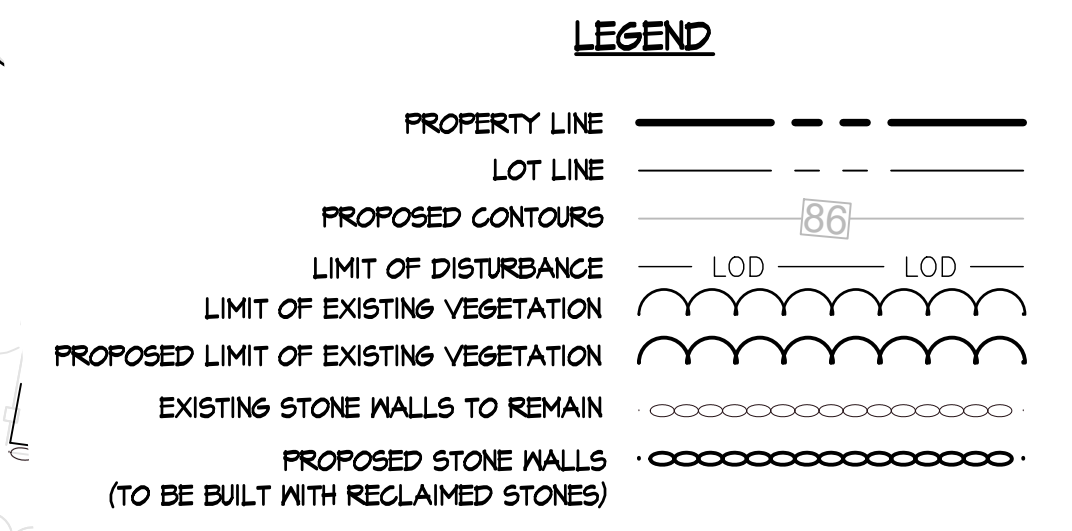 LEGEND
PROPERTY LINE
LOT LINE
PROPOSED CONTOURS 86
LIMIT OF DISTURBANCE LOD LOD
LIMIT OF EXISTING VEGETATION
PROPOSED LIMIT OF EXISTING VEGETATION
EXISTING STONE WALLS TO REMAIN
PROPOSED STONE WALLS
(TO BE BUILT WITH RECLAIMED STONES)